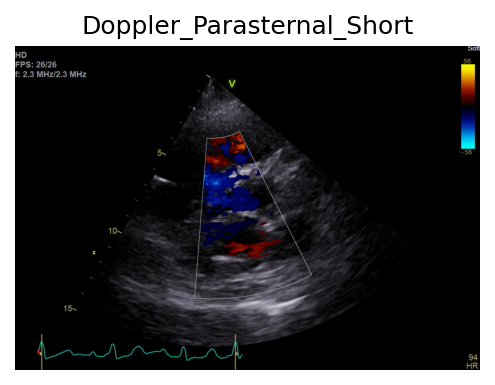 Doppler_Parasternal_Short
HD
FPS: 26/26
f: 2.3 MHz/2.3 MHz
V
.58
-.58
5
10
15
94
HR